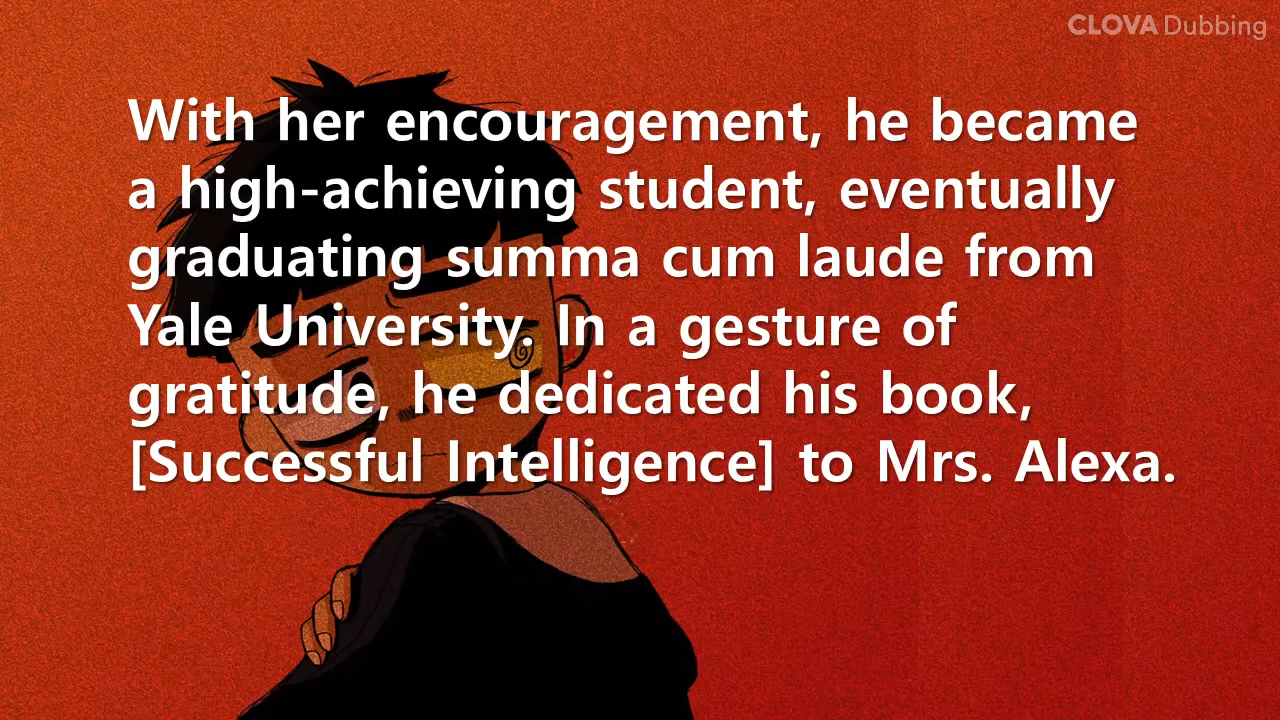 CLOVA Dubbing
With her encouragement, he became
a high-achieving student, eventually
graduating summa cum laude from
Yale University. In a gesture of
gratitude, he dedicated his book,
[Successful Intelligence] to Mrs. Alexa.